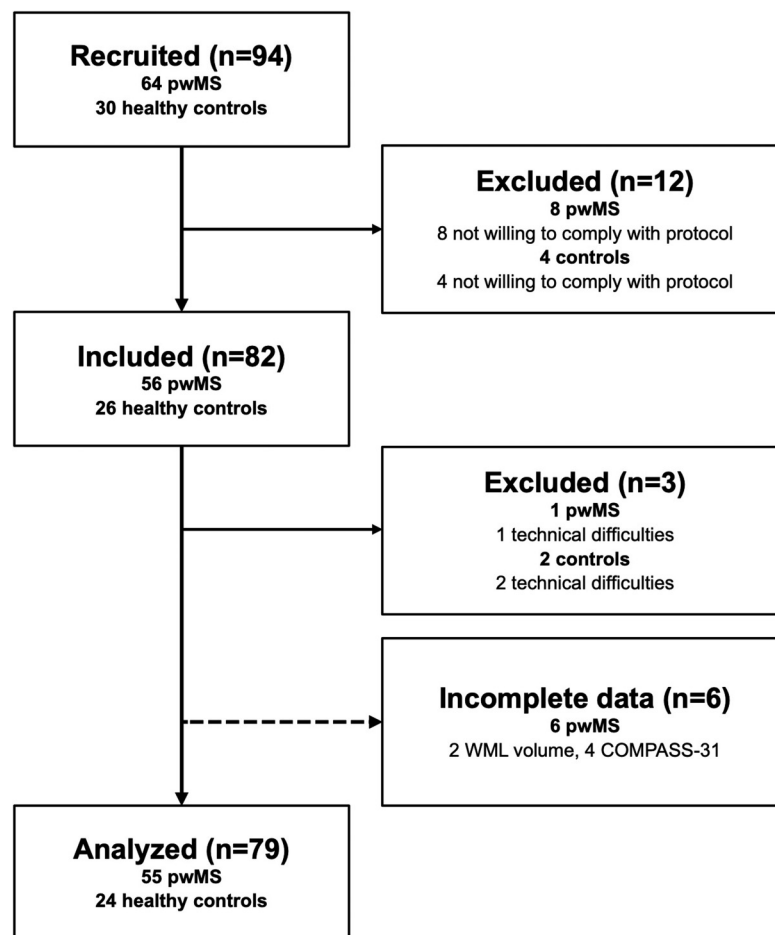 Recruited (n=94)
64 pwMS
30 healthy controls
Excluded (n=12)
8 pwMS
8 not willing to comply with protocol
4 controls
4 not willing to comply with protocol
Included (n=82)
56 pwMS
26 healthy controls
Excluded (n=3)
1 pwMS
1 technical difficulties
2 controls
2 technical difficulties
Incomplete data (n=6)
6 pwMS
2 WML volume, 4 COMPASS-31
Analyzed (n=79)
55 pwMS
24 healthy controls